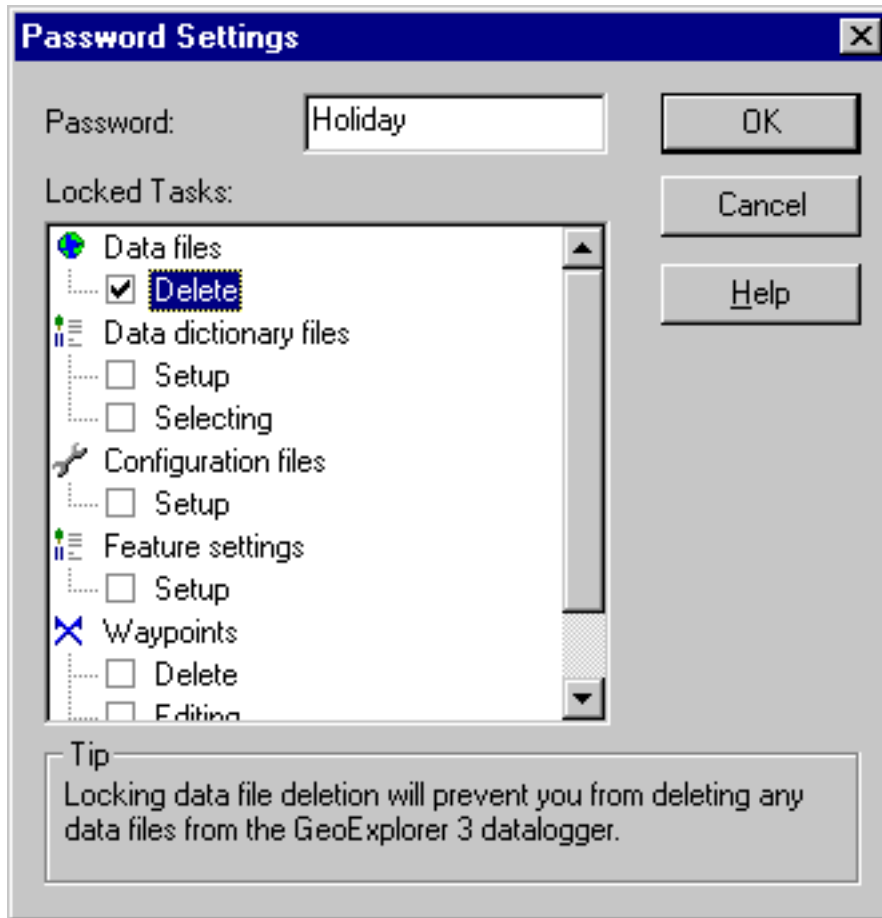 Password Settings
Password:
Holiday
OK
Locked Tasks:
Cancel
Data files
Delete
Help
Data dictionary files
Setup
Selecting
Configuration files
Setup
Feature settings
Setup
Waypoints
Delete
Editing
Tip
Locking data file deletion will prevent you from deleting any
data files from the GeoExplorer 3 datalogger.